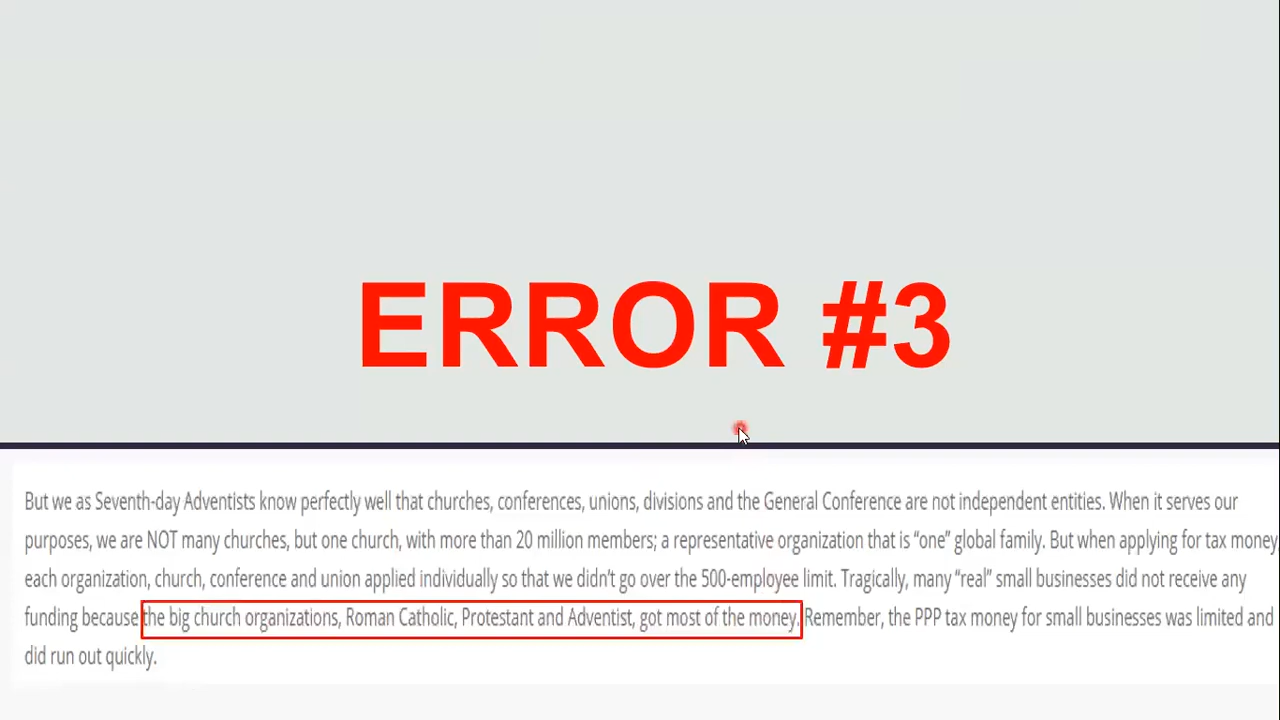 ERROR #3
But we as Seventh-day Adventists know perfectly well that churches, conferences, unions, divisions and the General Conference are not independent entities. When it serves our
purposes, we are NOT many churches, but one church, with more than 20 million members; a representative organization that is “one” global family. But when applying for tax money
each organization, church, conference and union applied individually so that we didn’t go over the 500-employee limit. Tragically, many “real” small businesses did not receive any
funding because the big church organizations, Roman Catholic, Protestant and Adventist, got most of the money. Remember, the PPP tax money for small businesses was limited and
did run out quickly.